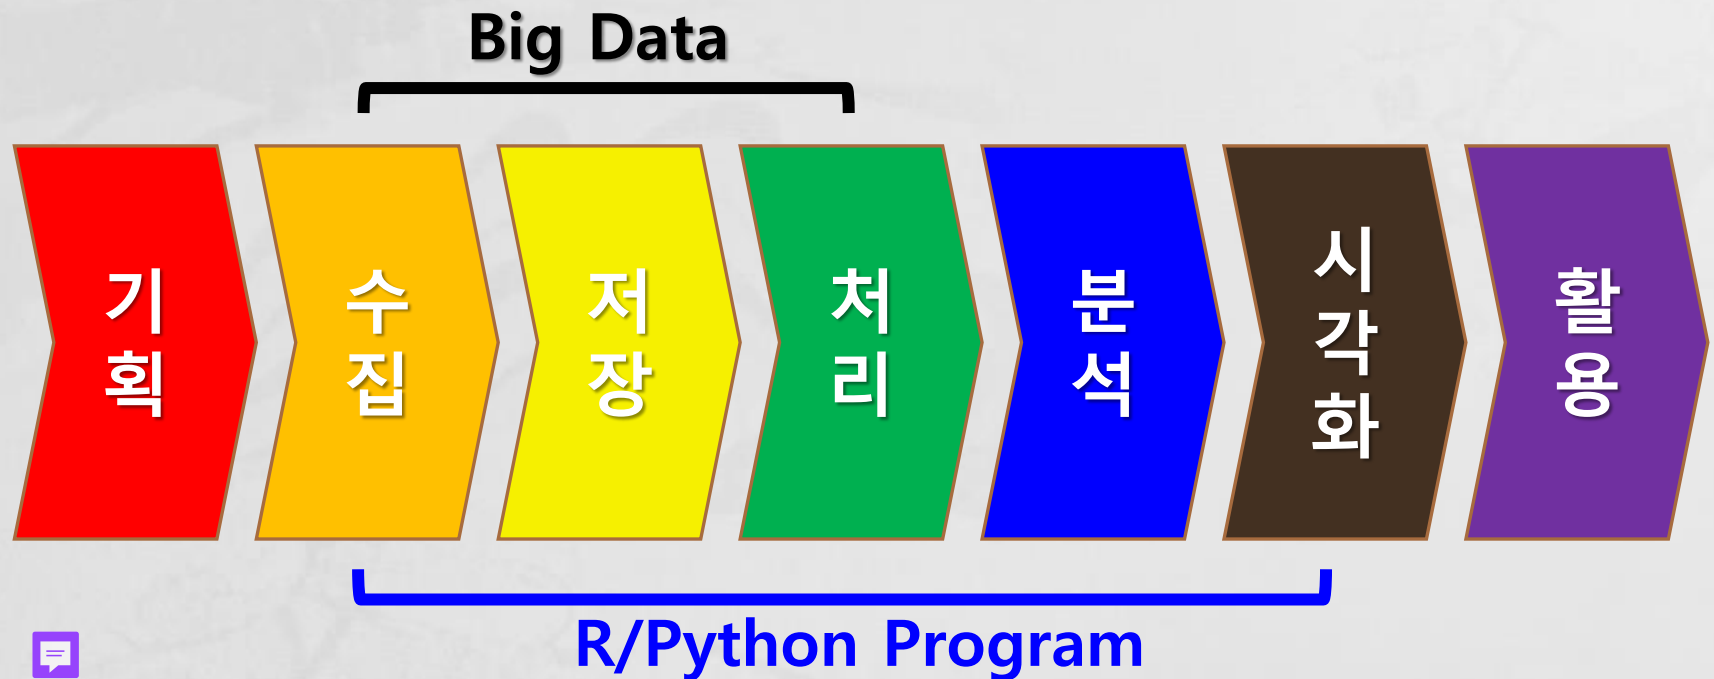 Big Data
기
획
수
집
저
장
처
리
분
석
시
각
화
활
용
R/Python Program